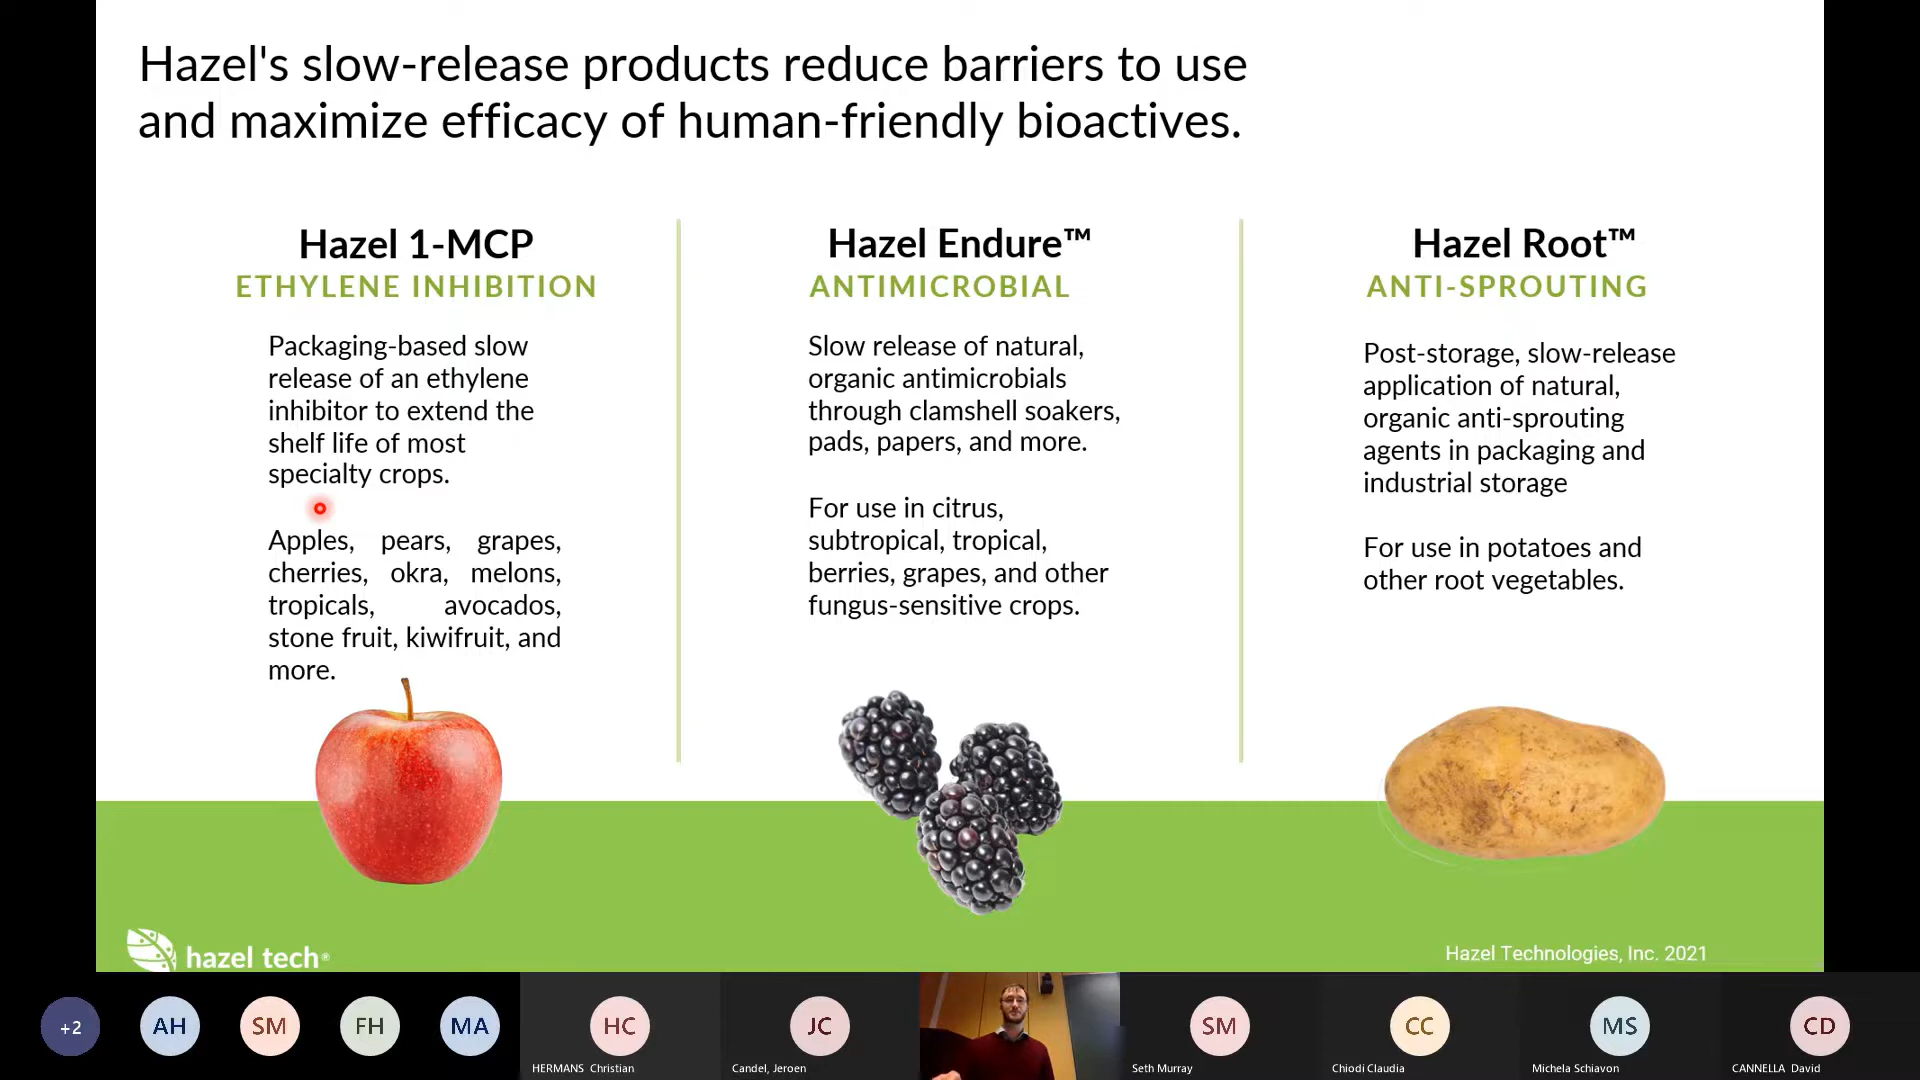 Hazel's slow-release products reduce barriers to use
and maximize efficacy of human-friendly bioactives.
Hazel 1-MCP
ETHYLENE INHIBITION
Packaging-based slow
release of an ethylene
inhibitor to extend the
shelf life of most
specialty crops.
Apples, pears, grapes,
cherries, okra, melons,
tropicals, avocados,
stone fruit, kiwifruit, and
more.
Hazel Endure™
ANTIMICROBIAL
Slow release of natural,
organic antimicrobials
through clamshell soakers,
pads, papers, and more.
For use in citrus,
subtropical, tropical,
berries, grapes, and other
fungus-sensitive crops.
Hazel Root™
ANTI-SPROUTING
Post-storage, slow-release
application of natural,
organic anti-sprouting
agents in packaging and
industrial storage
For use in potatoes and
other root vegetables.
hazel tech®
Hazel Technologies, Inc. 2021
+2
AH
SM
FH
MA
HC
HERMANS Christian
JC
Candel, Jeroen
SM
Seth Murray
CC
Chiodi Claudia
MS
Michela Schiavon
CD
CANNELLA David